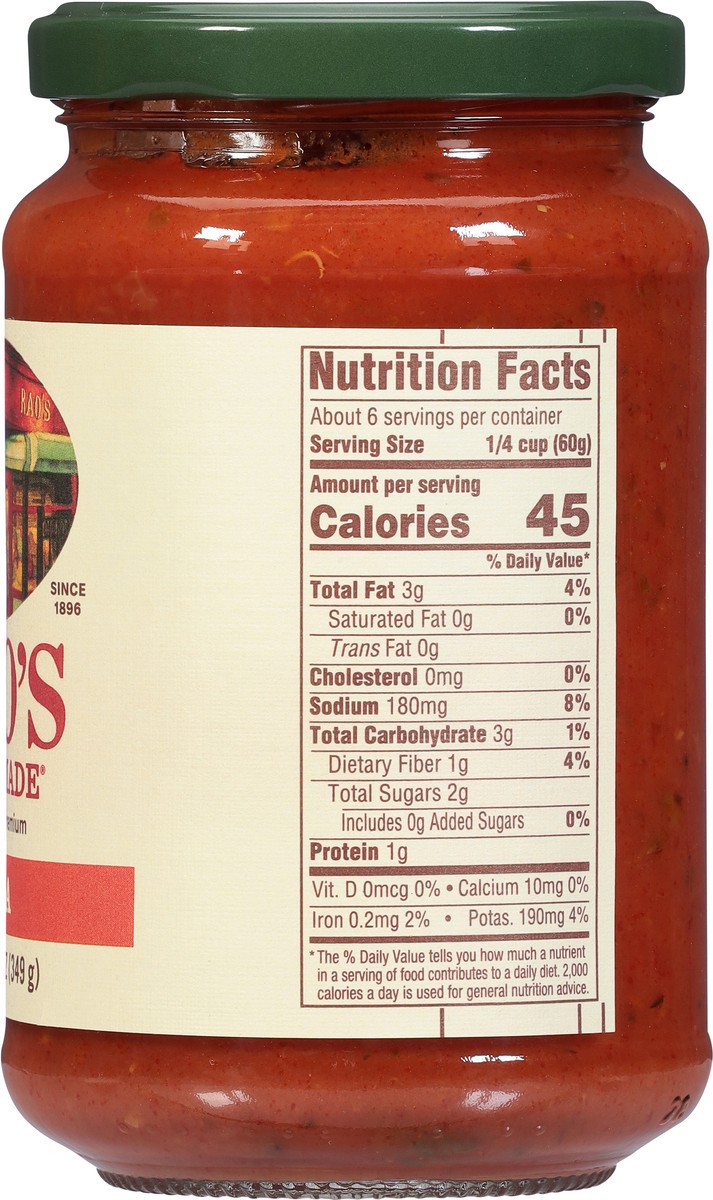 RAO'S
SINCE
1896
O'S
ADE®
emium
A
Z (349 g)
Nutrition Facts
About 6 servings per container
Serving Size 1/4 cup (60g)
Amount per serving
Calories 45
% Daily Value*
Total Fat 3g 4%
Saturated Fat 0g 0%
Trans Fat 0g
Cholesterol 0mg 0%
Sodium 180mg 8%
Total Carbohydrate 3g 1%
Dietary Fiber 1g 4%
Total Sugars 2g
Includes 0g Added Sugars 0%
Protein 1g
Vit. D 0mcg 0% • Calcium 10mg 0%
Iron 0.2mg 2% • Potas. 190mg 4%
*The % Daily Value tells you how much a nutrient
in a serving of food contributes to a daily diet. 2,000
calories a day is used for general nutrition advice.